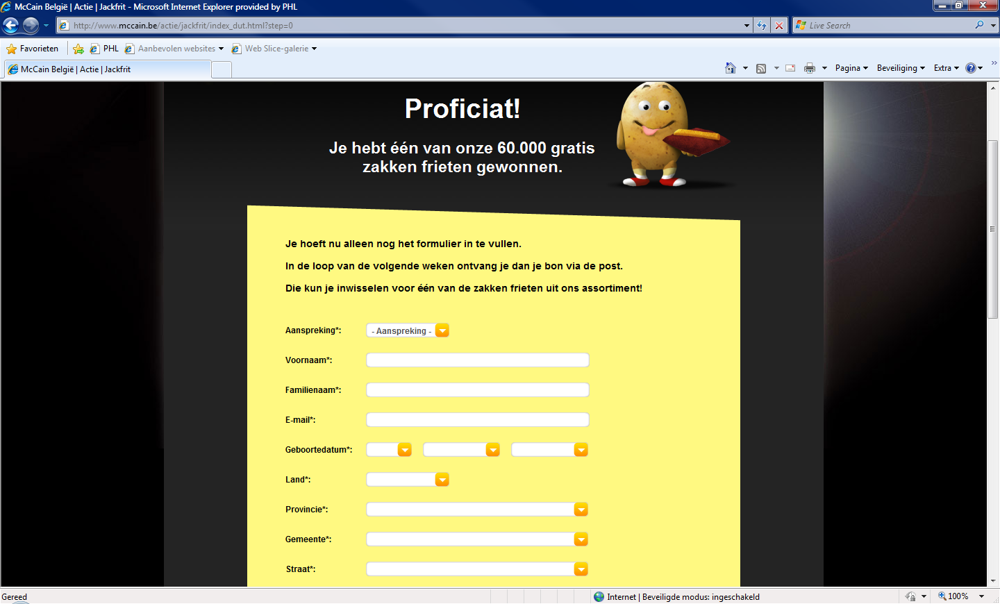 McCain België | Actie | Jackfrit - Microsoft Internet Explorer provided by PHL
http://www.mccain.be/actie/jackfrit/index_dut.html?step=0
Live Search
Favorieten
PHL
Aanbevolen websites
Web Slice-galerie
McCain België | Actie | Jackfrit
Pagina
Beveiliging
Extra
Proficiat!
Je hebt één van onze 60.000 gratis
zakken frieten gewonnen.
Je hoeft nu alleen nog het formulier in te vullen.
In de loop van de volgende weken ontvang je dan je bon via de post.
Die kun je inwisselen voor één van de zakken frieten uit ons assortiment!
Aanspreking*:
- Aanspreking -
Voornaam*:
Familienaam*:
E-mail*:
Geboortedatum*:
Land*:
Provincie*:
Gemeente*:
Straat*:
Gereed
Internet | Beveiligde modus: ingeschakeld
100%